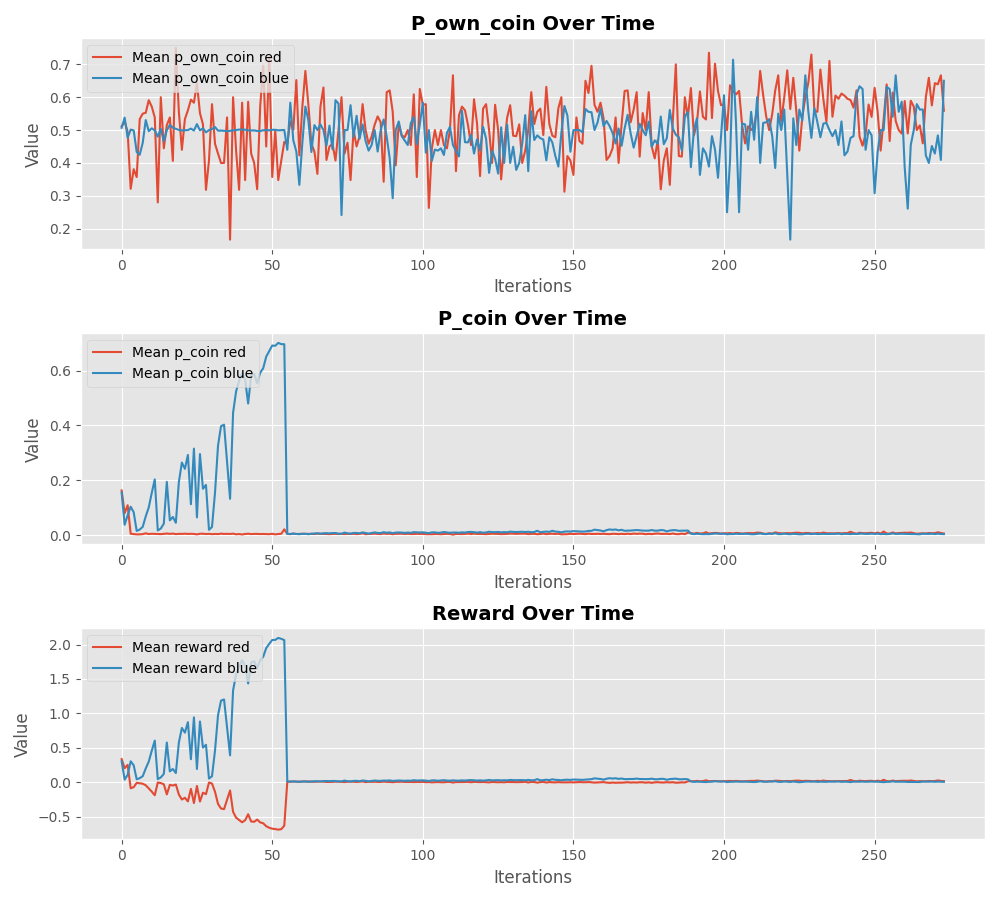 P_own_coin Over Time
Mean p_own_coin red
Mean p_own_coin blue
Value
0.7
0.6
0.5
0.4
0.3
0.2
0 50 100 150 200 250
Iterations
P_coin Over Time
Mean p_coin red
Mean p_coin blue
Value
0.6
0.4
0.2
0.0
0 50 100 150 200 250
Iterations
Reward Over Time
Mean reward red
Mean reward blue
Value
2.0
1.5
1.0
0.5
0.0
−0.5
0 50 100 150 200 250
Iterations